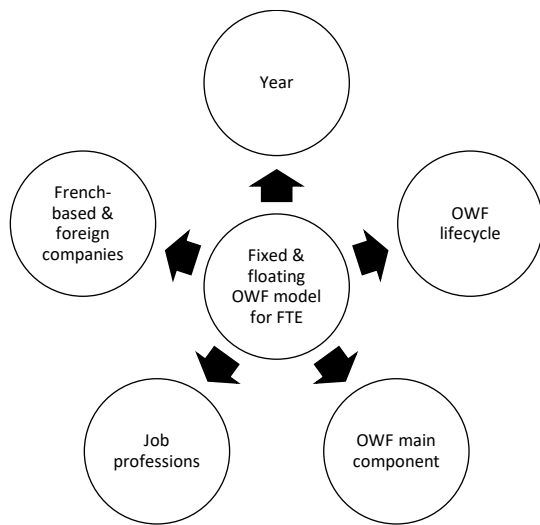 Year
French-
based &
foreign
companies
OWF
lifecycle
Fixed &
floating
OWF model
for FTE
Job
professions
OWF main
component